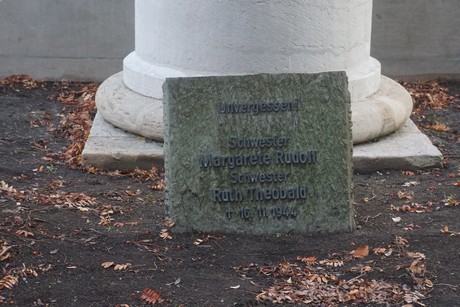 Unvergessen!
Schwester
Margarete Rudolf
Schwester
Ruth Theobald
† 16. 11. 1944